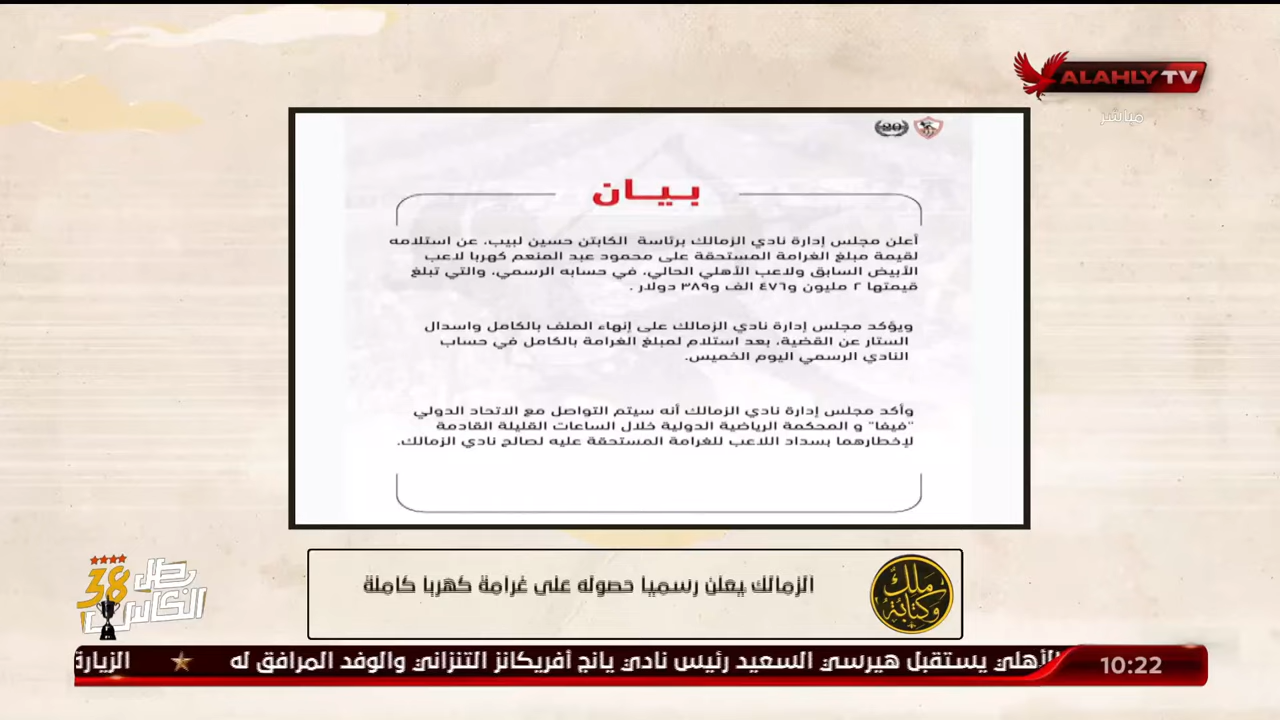 ALAHLY TV
مباشر
20
بيان
أعلن مجلس إدارة نادي الزمالك برئاسة الكابتن حسين لبيب، عن استلامه
لقيمة مبلغ الغرامة المستحقة على محمود عبد المنعم كهربا لاعب
الأبيض السابق ولاعب الأهلي الحالي، في حسابه الرسمي، والتي تبلغ
قيمتها ٢ مليون و٤٧٦ الف و٣٨٩ دولار .
ويؤكد مجلس إدارة نادي الزمالك على إنهاء الملف بالكامل واسدال
الستار عن القضية، بعد استلام لمبلغ الغرامة بالكامل في حساب
النادي الرسمي اليوم الخميس.
وأكد مجلس إدارة نادي الزمالك أنه سيتم التواصل مع الاتحاد الدولي
"فيفا" و المحكمة الرياضية الدولية خلال الساعات القليلة القادمة
لإخطارهما بسداد اللاعب للغرامة المستحقة عليه لصالح نادي الزمالك.
ملك وكتابة
الزمالك يعلن رسميا حصوله على غرامة كهربا كاملة
بطل
الكاس
38
10:22
الأهلي يستقبل هيرسي السعيد رئيس نادي يانج أفريكانز التنزاني والوفد المرافق له ★ الزيارة